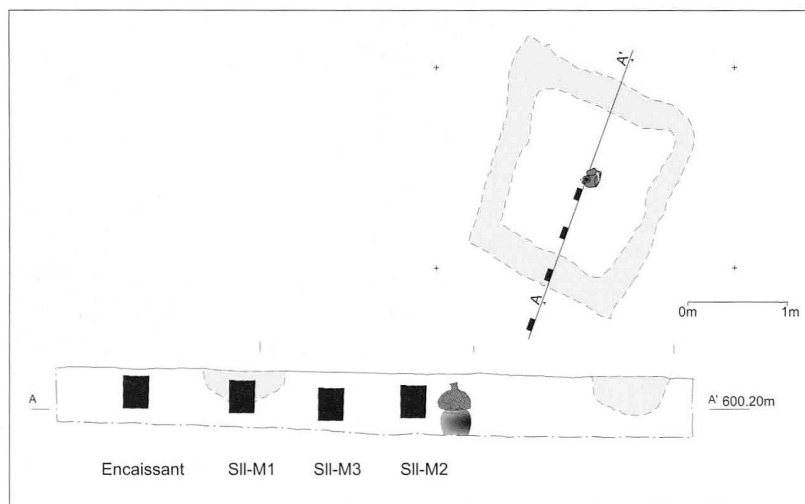 A'
A
0m 1m
A A' 600.20m
Encaissant SII-M1 SII-M3 SII-M2